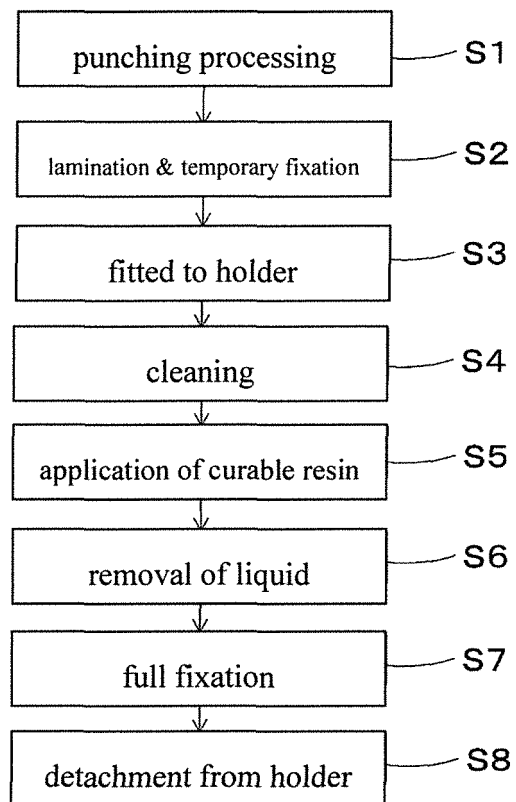 punching processing S1
lamination & temporary fixation S2
fitted to holder S3
cleaning S4
application of curable resin S5
removal of liquid S6
full fixation S7
detachment from holder S8